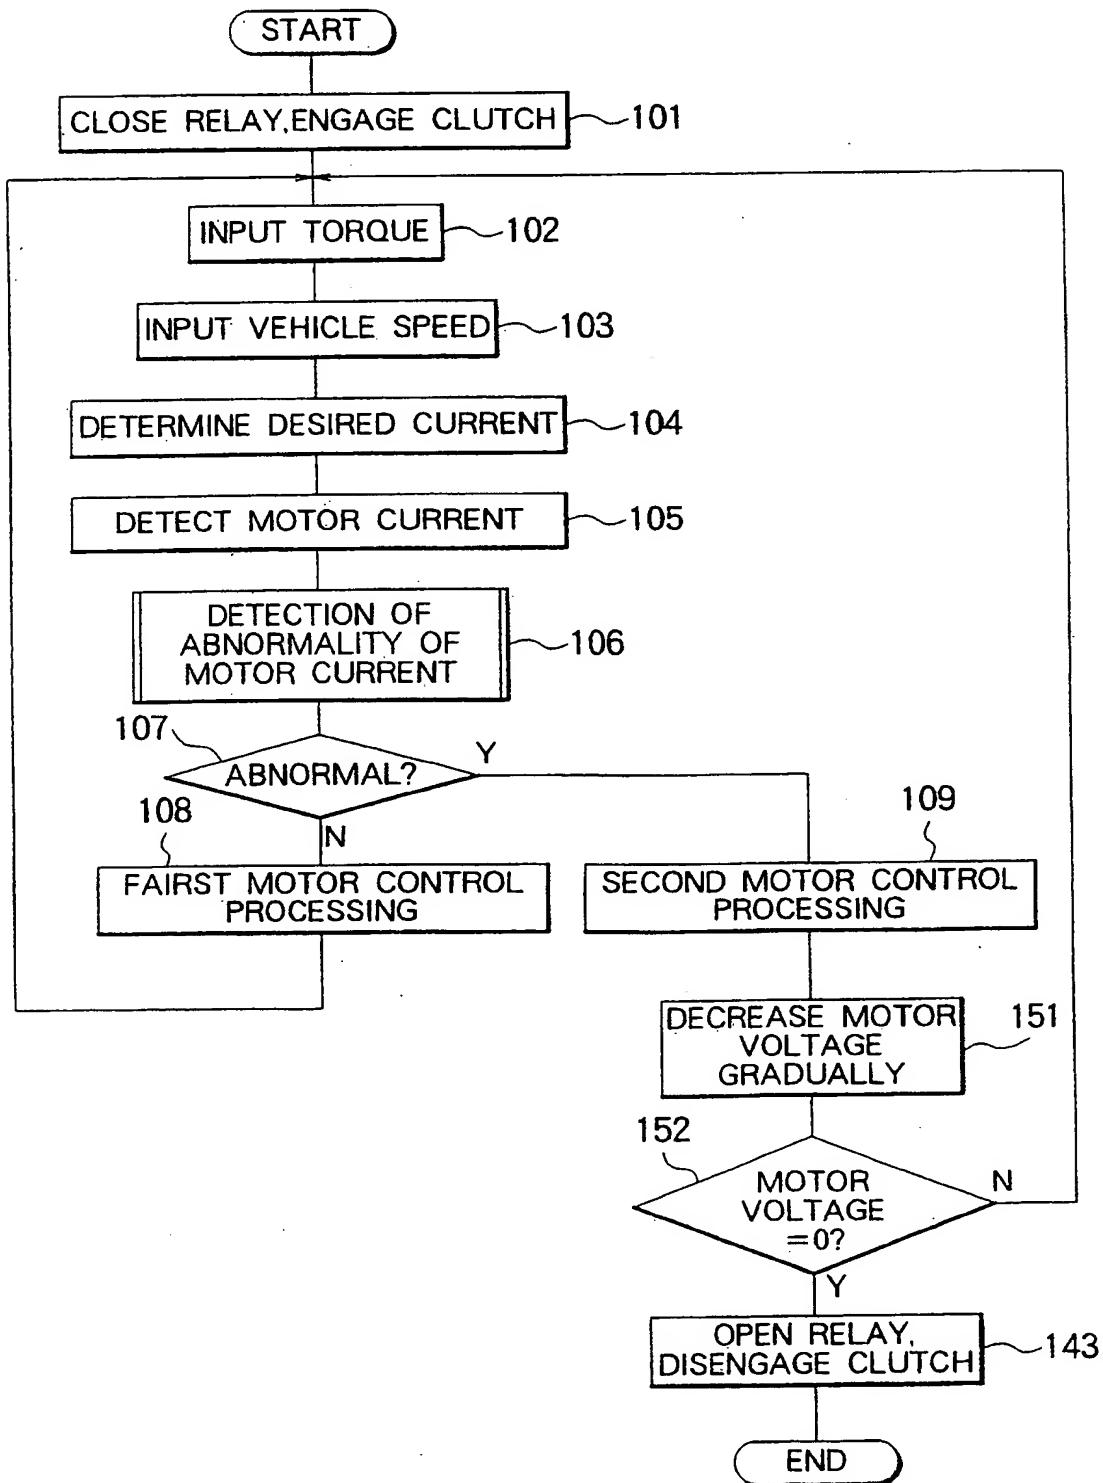 START
CLOSE RELAY,ENGAGE CLUTCH
101
INPUT TORQUE
102
INPUT VEHICLE SPEED
103
DETERMINE DESIRED CURRENT
104
DETECT MOTOR CURRENT
105
DETECTION OF
ABNORMALITY OF
MOTOR CURRENT
106
107
ABNORMAL?
Y
N
108
FAIRST MOTOR CONTROL
PROCESSING
109
SECOND MOTOR CONTROL
PROCESSING
DECREASE MOTOR
VOLTAGE
GRADUALLY
151
152
MOTOR
VOLTAGE
=0?
N
Y
OPEN RELAY,
DISENGAGE CLUTCH
143
END